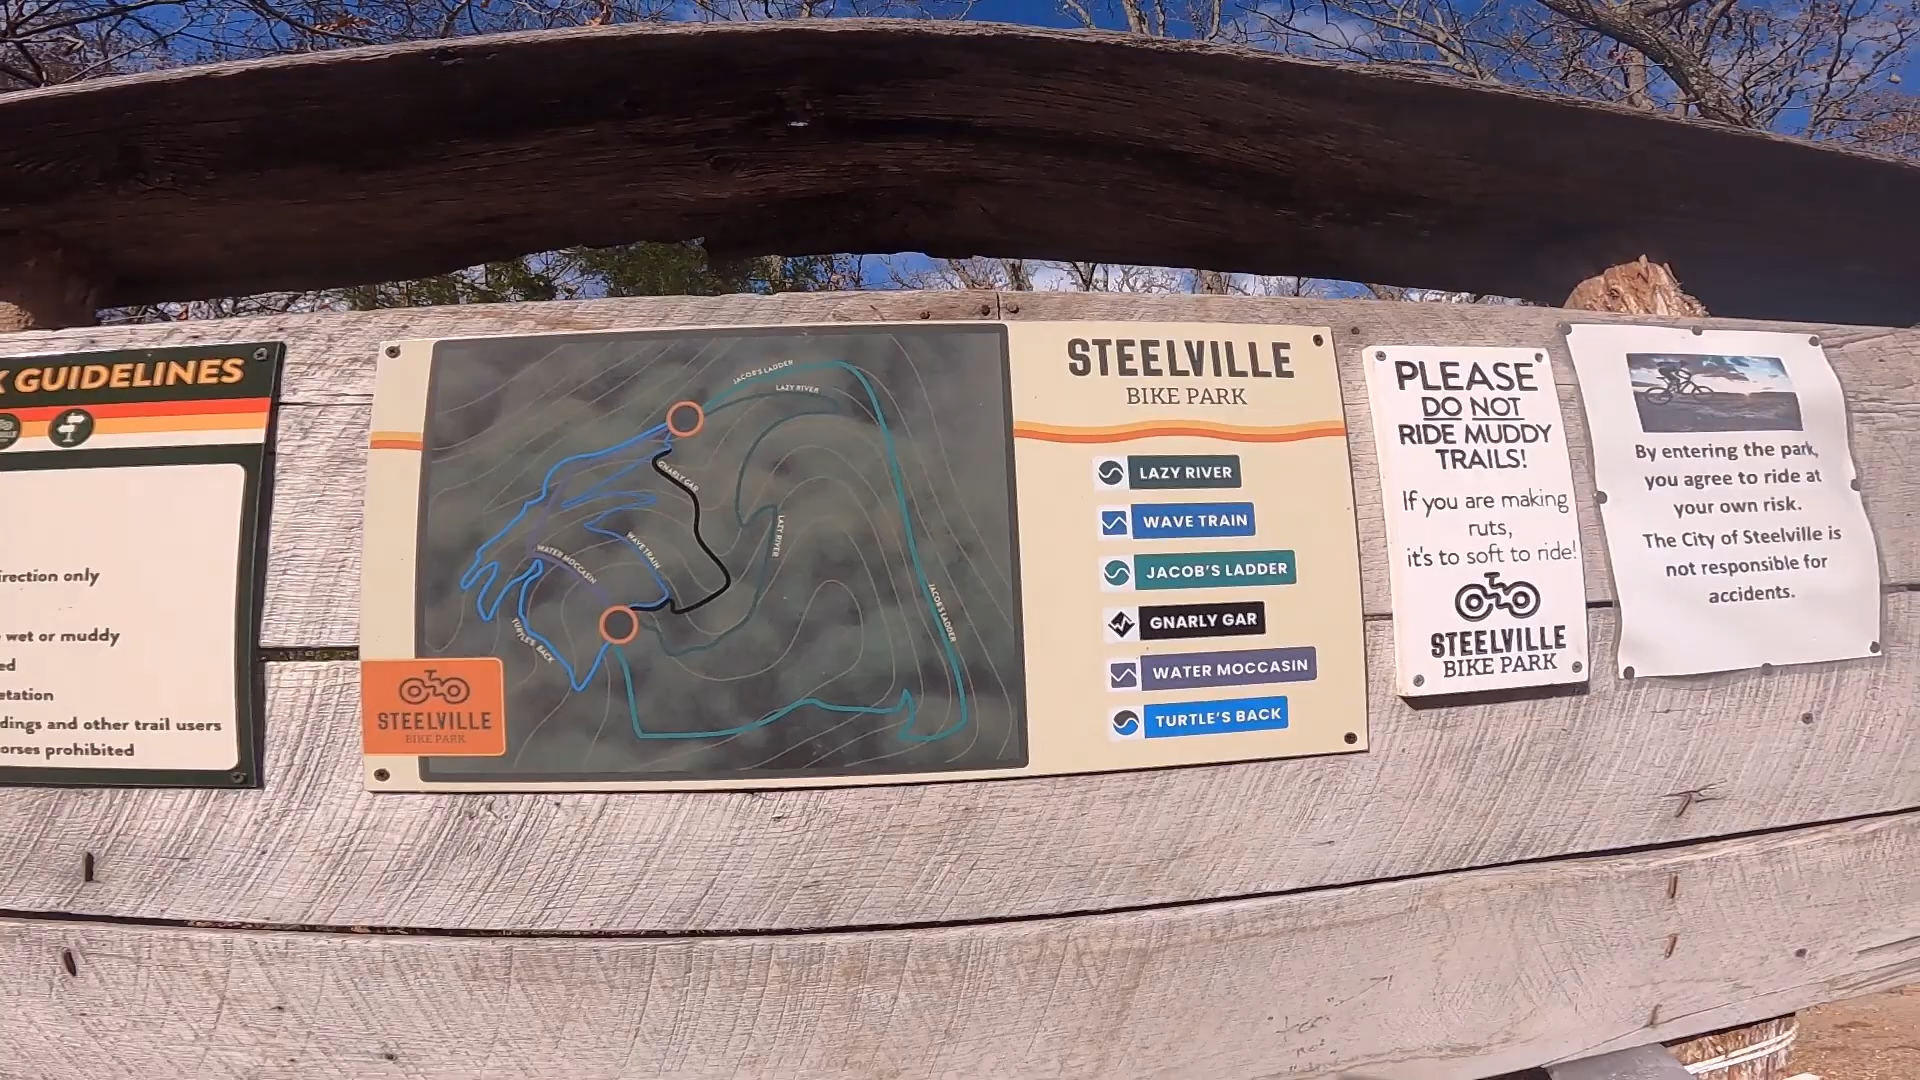 GUIDELINES
irection only
wet or muddy
ed
etation
dings and other trail users
orses prohibited
JACOB'S LADDER
LAZY RIVER
GNARLY GAR
LAZY RIVER
WAVE TRAIN
WATER MOCCASIN
TURTLE'S BACK
JACOB'S LADDER
STEELVILLE
BIKE PARK
STEELVILLE
BIKE PARK
LAZY RIVER
WAVE TRAIN
JACOB'S LADDER
GNARLY GAR
WATER MOCCASIN
TURTLE'S BACK
PLEASE
DO NOT
RIDE MUDDY
TRAILS!
If you are making
ruts,
it's to soft to ride!
STEELVILLE
BIKE PARK
By entering the park,
you agree to ride at
your own risk.
The City of Steelville is
not responsible for
accidents.